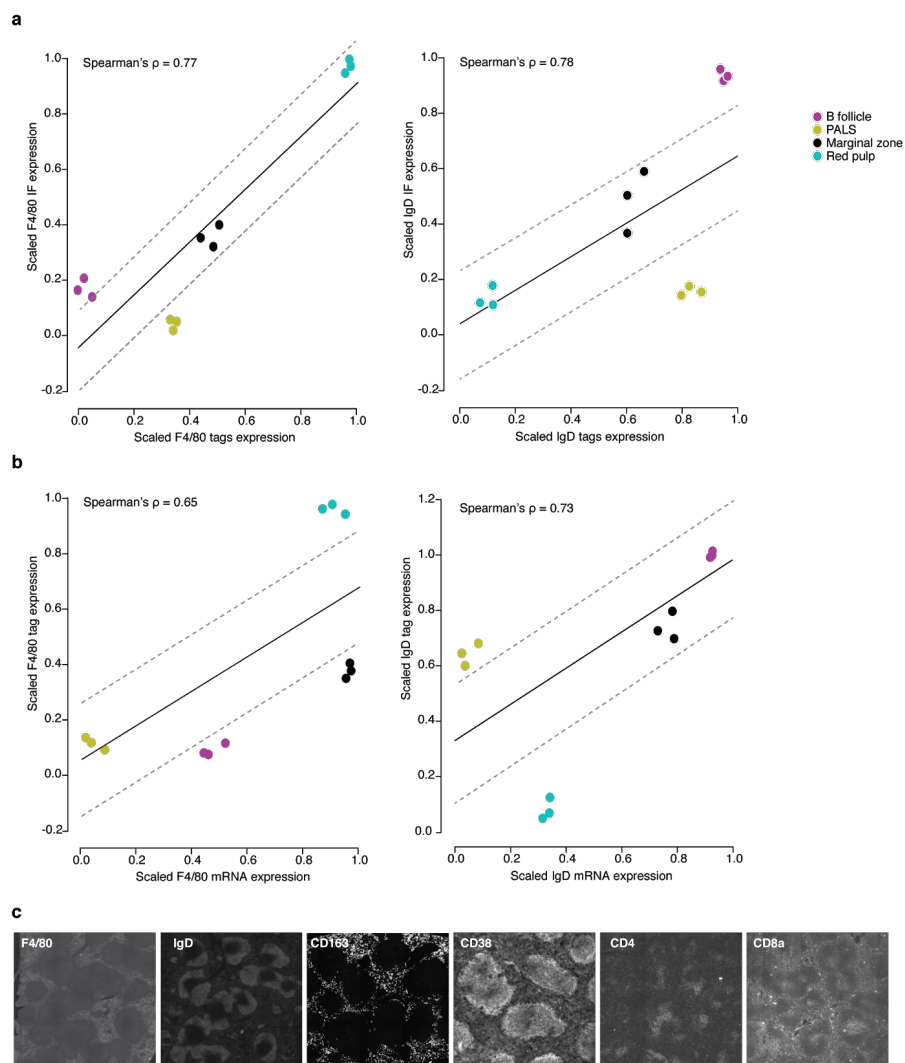 a
Spearman's ρ = 0.77
Scaled F4/80 IF expression
1.0
0.8
0.6
0.4
0.2
0.0
-0.2
0.0 0.2 0.4 0.6 0.8 1.0
Scaled F4/80 tags expression
Spearman's ρ = 0.78
Scaled IgD IF expression
1.0
0.8
0.6
0.4
0.2
0.0
-0.2
0.0 0.2 0.4 0.6 0.8 1.0
Scaled IgD tags expression
B follicle
PALS
Marginal zone
Red pulp
b
Spearman's ρ = 0.65
Scaled F4/80 tag expression
1.0
0.8
0.6
0.4
0.2
0.0
-0.2
0.0 0.2 0.4 0.6 0.8 1.0
Scaled F4/80 mRNA expression
Spearman's ρ = 0.73
Scaled IgD tag expression
1.2
1.0
0.8
0.6
0.4
0.2
0.0
0.0 0.2 0.4 0.6 0.8 1.0
Scaled IgD mRNA expression
c
F4/80 IgD CD163 CD38 CD4 CD8a